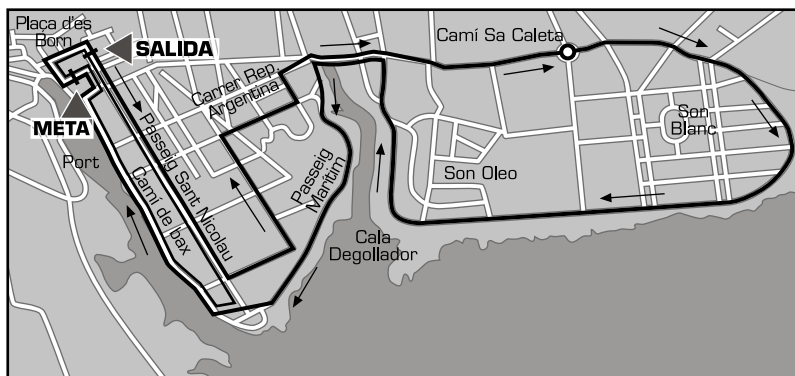 Plaça d'es
Born
SALIDA
META
Port
Camí de bax
Passeig Sant Nicolau
Carrer Rep.
Argentina
Passeig
Marítim
Cala
Degollador
Camí Sa Caleta
Son Oleo
Son
Blanc